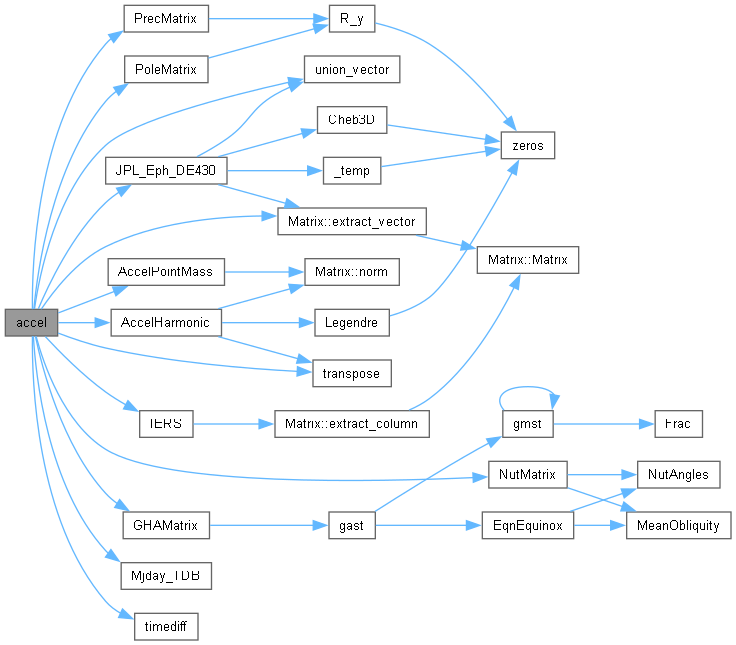 PrecMatrix
R_y
PoleMatrix
union_vector
Cheb3D
zeros
JPL_Eph_DE430
_temp
Matrix::extract_vector
Matrix::Matrix
AccelPointMass
Matrix::norm
accel
AccelHarmonic
Legendre
transpose
IERS
Matrix::extract_column
gmst
Frac
NutMatrix
NutAngles
GHAMatrix
gast
EqnEquinox
MeanObliquity
Mjday_TDB
timediff